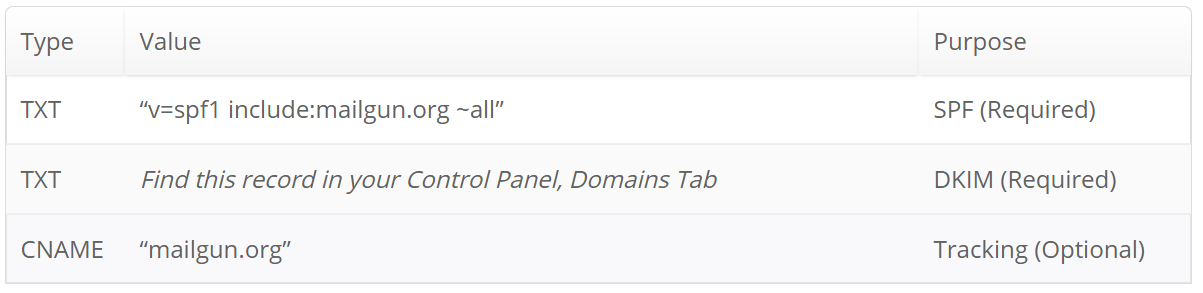 Type Value Purpose
TXT “v=spf1 include:mailgun.org ~all” SPF (Required)
TXT Find this record in your Control Panel, Domains Tab DKIM (Required)
CNAME “mailgun.org” Tracking (Optional)